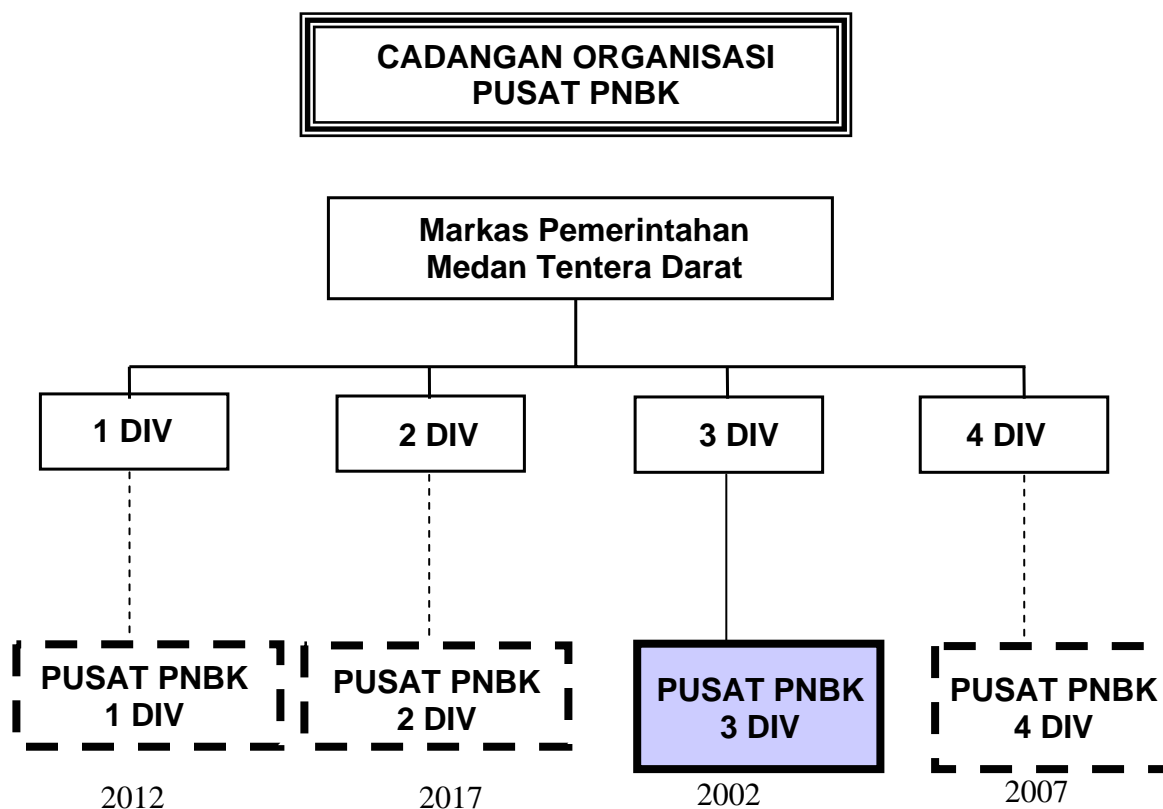 CADANGAN ORGANISASI
PUSAT PNBK
Markas Pemerintahan
Medan Tentera Darat
1 DIV
2 DIV
3 DIV
4 DIV
PUSAT PNBK
1 DIV
PUSAT PNBK
2 DIV
PUSAT PNBK
3 DIV
PUSAT PNBK
4 DIV
2012
2017
2002
2007